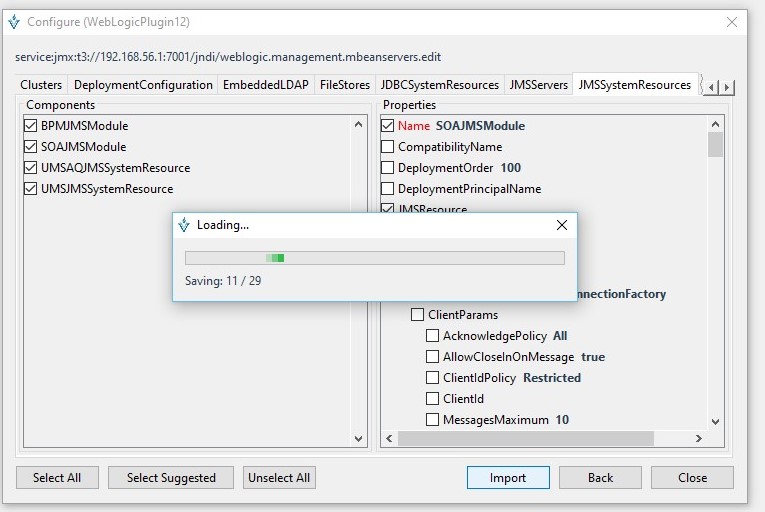 Configure (WebLogicPlugin12)
service:jmx:t3://192.168.56.1:7001/jndi/weblogic.management.mbeanservers.edit
Clusters DeploymentConfiguration EmbeddedLDAP FileStores JDBCSystemResources JMSServers JMSSystemResources
Components
BPMJMSModule
SOAJMSModule
UMSAQJMSSystemResource
UMSJMSSystemResource
Properties
Name SOAJMSModule
CompatibilityName
DeploymentOrder 100
DeploymentPrincipalName
JMSResource
Loading...
Saving: 11 / 29
nnectionFactory
ClientParams
AcknowledgePolicy All
AllowCloseInOnMessage true
ClientIdPolicy Restricted
ClientId
MessagesMaximum 10
Select All Select Suggested Unselect All Import Back Close